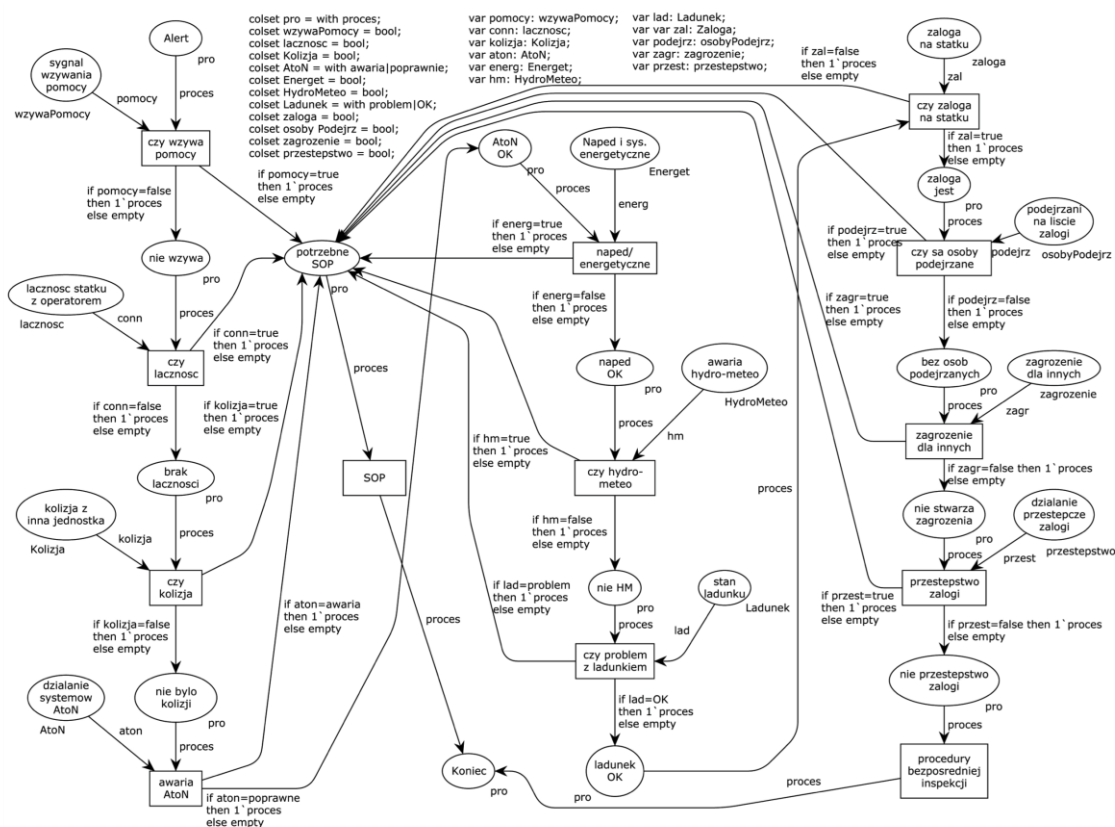 Alert
pro
sygnal
wzywania
pomocy
wzywaPomocy
pomocy
proces
czy wzywa
pomocy
colset pro = with proces;
colset wzywaPomocy = bool;
colset lacznosc = bool;
colset Kolizja = bool;
colset AtoN = with awaria|poprawnie;
colset Energet = bool;
colset HydroMeteo = bool;
colset Ladunek = with problem|OK;
colset zaloga = bool;
colset osoby Podejrz = bool;
colset zagrozenie = bool;
colset przestepstwo = bool;
var pomocy: wzywaPomocy;
var conn: lacznosc;
var kolizja: Kolizja;
var aton: AtoN;
var energ: Energet;
var hm: HydroMeteo;
var lad: Ladunek;
var var zal: Zaloga;
var podejrz: osobyPodejrz;
var zagr: zagrozenie;
var przest: przestepstwo;
if pomocy=false
then 1`proces
else empty
if pomocy=true
then 1`proces
else empty
nie wzywa
pro
potrzebne
SOP
pro
lacznosc statku
z operatorem
lacznosc
conn
proces
czy
lacznosc
if conn=true
then 1`proces
else empty
if conn=false
then 1`proces
else empty
if kolizja=true
then 1`proces
else empty
brak
lacznosci
pro
kolizja z
inna jednostka
Kolizja
kolizja
proces
czy
kolizja
if kolizja=false
then 1`proces
else empty
if aton=awaria
then 1`proces
else empty
dzialanie
systemow
AtoN
AtoN
aton
nie bylo
kolizji
pro
proces
awaria
AtoN
if aton=poprawne
then 1`proces
else empty
proces
SOP
proces
Koniec
pro
AtoN
OK
pro
proces
Naped i sys.
energetyczne
Energet
energ
if energ=true
then 1`proces
else empty
naped/
energetyczne
if energ=false
then 1`proces
else empty
naped
OK
pro
awaria
hydro-meteo
HydroMeteo
proces
hm
if hm=true
then 1`proces
else empty
czy hydro-
meteo
if hm=false
then 1`proces
else empty
nie HM
pro
proces
stan
ladunku
Ladunek
lad
if lad=problem
then 1`proces
else empty
czy problem
z ladunkiem
if lad=OK
then 1`proces
else empty
ladunek
OK
pro
proces
if zal=false
then 1`proces
else empty
zaloga
na statku
zaloga
zal
czy zaloga
na statku
if zal=true
then 1`proces
else empty
zaloga
jest
pro
proces
podejrzani
na liscie
zalogi
osobyPodejrz
podejrz
if podejrz=true
then 1`proces
else empty
czy sa osoby
podejrzane
if podejrz=false
then 1`proces
else empty
if zagr=true
then 1`proces
else empty
bez osob
podejrzanych
pro
proces
zagrozenie
dla innych
zagrozenie
zagr
zagrozenie
dla innych
if zagr=false then 1`proces
else empty
nie stwarza
zagrozenia
pro
proces
dzialanie
przestepcze
zalogi
przestepstwo
przest
przestepstwo
zalogi
if przest=true
then 1`proces
else empty
if przest=false then 1`proces
else empty
nie przestepstwo
zalogi
pro
proces
procedury
bezposredniej
inspekcji
proces